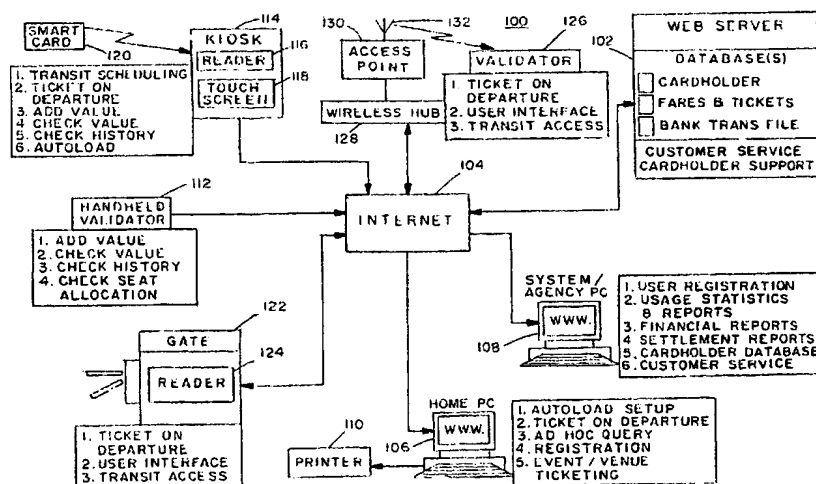 SMART
CARD
120
1. TRANSIT SCHEDULING
2. TICKET ON
DEPARTURE
3. ADD VALUE
4 CHECK VALUE
5 CHECK HISTORY
6. AUTOLOAD
114
KIOSK
READER
116
TOUCH
SCREEN
118
130
132
ACCESS
POINT
WIRELESS HUB
128
100
126
VALIDATOR
1. TICKET ON
DEPARTURE
2. USER INTERFACE
3. TRANSIT ACCESS
102
WEB SERVER
DATABASE(S)
CARDHOLDER
FARES & TICKETS
BANK TRANS FILE
CUSTOMER SERVICE
CARDHOLDER SUPPORT
104
INTERNET
112
HANDHELD
VALIDATOR
1. ADD VALUE
2. CHECK VALUE
3. CHECK HISTORY
4. CHECK SEAT
ALLOCATION
122
GATE
124
READER
1. TICKET ON
DEPARTURE
2. USER INTERFACE
3. TRANSIT ACCESS
SYSTEM/
AGENCY PC
WWW.
108
1. USER REGISTRATION
2. USAGE STATISTICS
& REPORTS
3. FINANCIAL REPORTS
4 SETTLEMENT REPORTS
5. CARDHOLDER DATABASE
6. CUSTOMER SERVICE
110
PRINTER
HOME PC
WWW.
106
1. AUTOLOAD SETUP
2. TICKET ON DEPARTURE
3. AD HOC QUERY
4. REGISTRATION
5. EVENT/VENUE
TICKETING